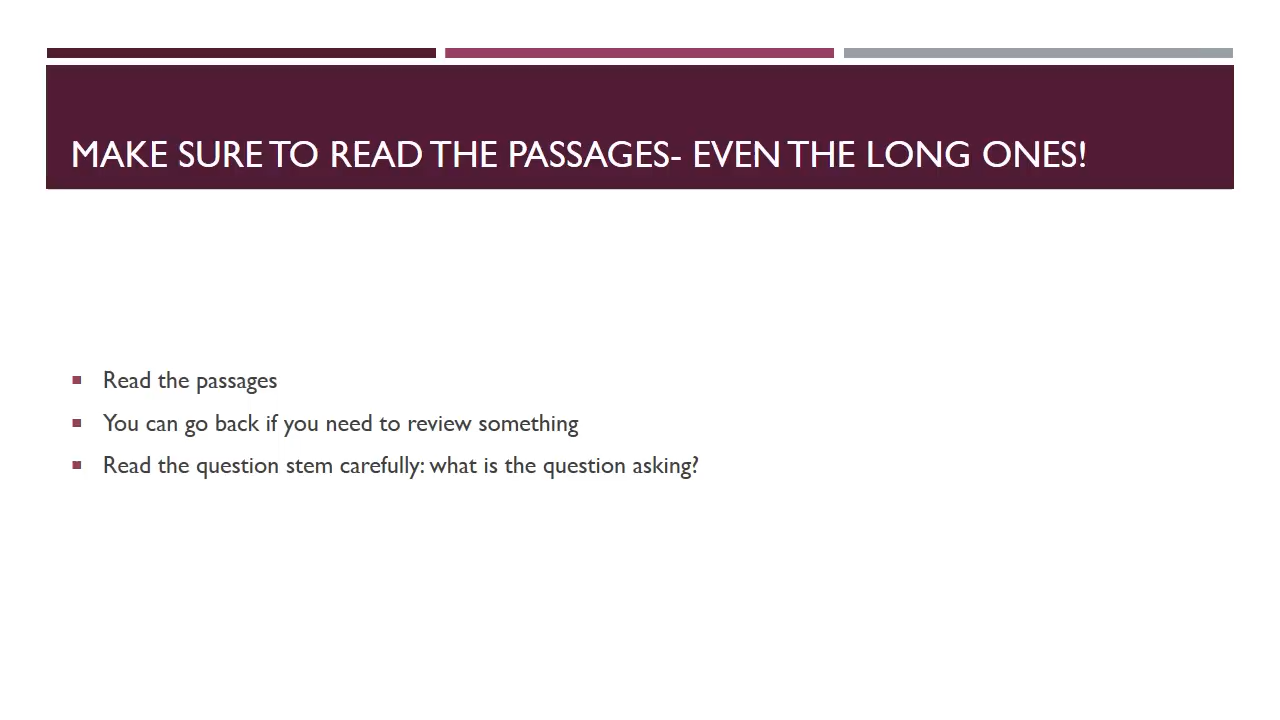 MAKE SURE TO READ THE PASSAGES- EVEN THE LONG ONES!
Read the passages
You can go back if you need to review something
Read the question stem carefully: what is the question asking?